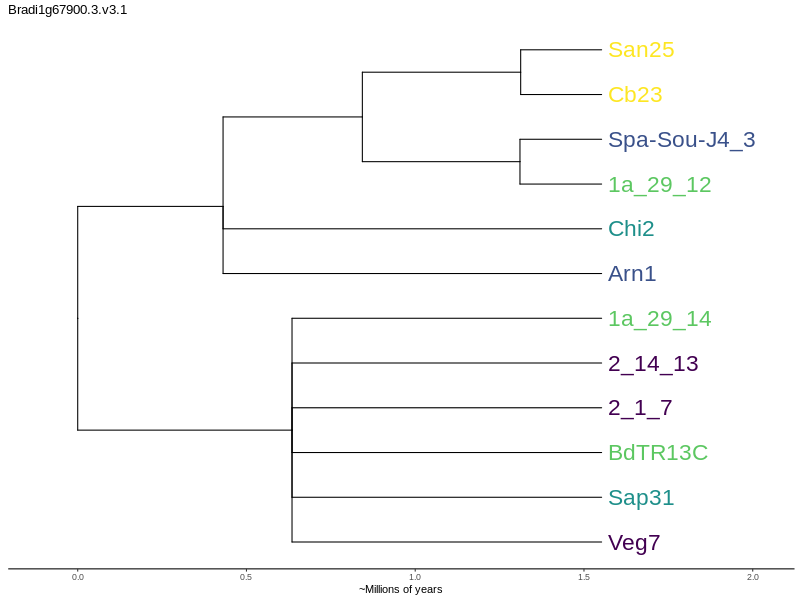 Bradi1g67900.3.v3.1
San25
Cb23
Spa-Sou-J4_3
1a_29_12
Chi2
Arn1
1a_29_14
2_14_13
2_1_7
BdTR13C
Sap31
Veg7
0.0 0.5 1.0 1.5 2.0
~Millions of years